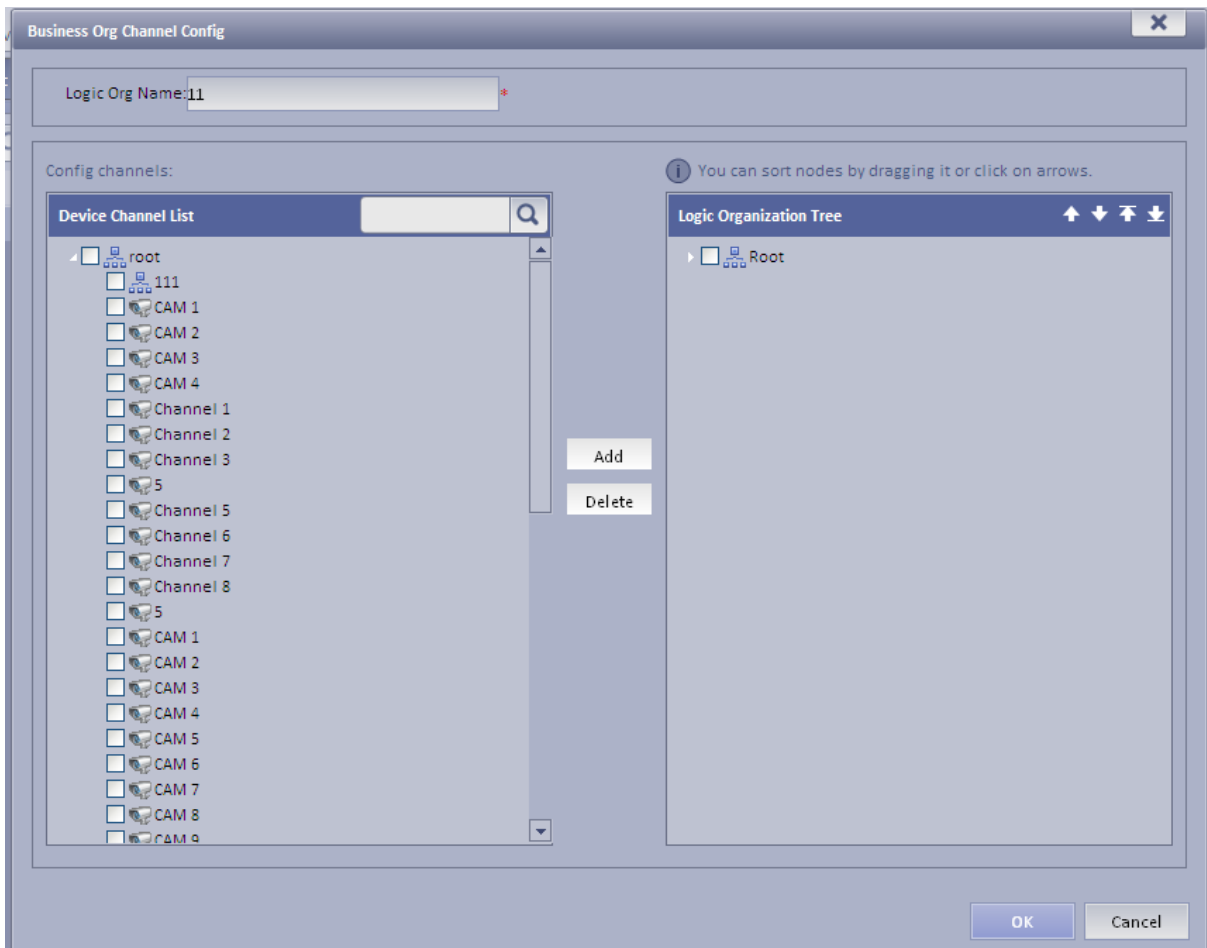 Business Org Channel Config
Logic Org Name:11 *
Config channels:
You can sort nodes by dragging it or click on arrows.
Device Channel List
Logic Organization Tree
root
Root
111
CAM 1
CAM 2
CAM 3
CAM 4
Channel 1
Channel 2
Channel 3
5
Channel 5
Channel 6
Channel 7
Channel 8
5
CAM 1
CAM 2
CAM 3
CAM 4
CAM 5
CAM 6
CAM 7
CAM 8
CAM 9
Add
Delete
OK
Cancel